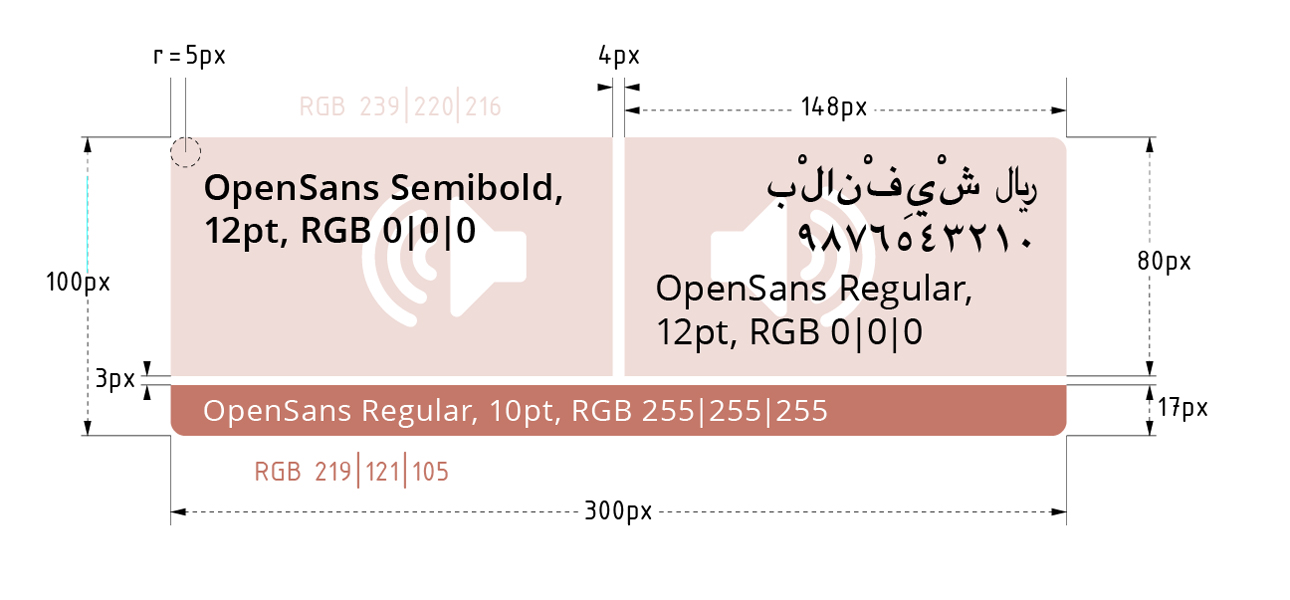 r = 5px
4px
RGB 239|220|216
148px
OpenSans Semibold,
12pt, RGB 0|0|0
﷼ شْيِفْنالْب
٩٨٧٦٥٤٣٢١٠
OpenSans Regular,
12pt, RGB 0|0|0
100px
80px
3px
OpenSans Regular, 10pt, RGB 255|255|255
17px
RGB 219|121|105
300px